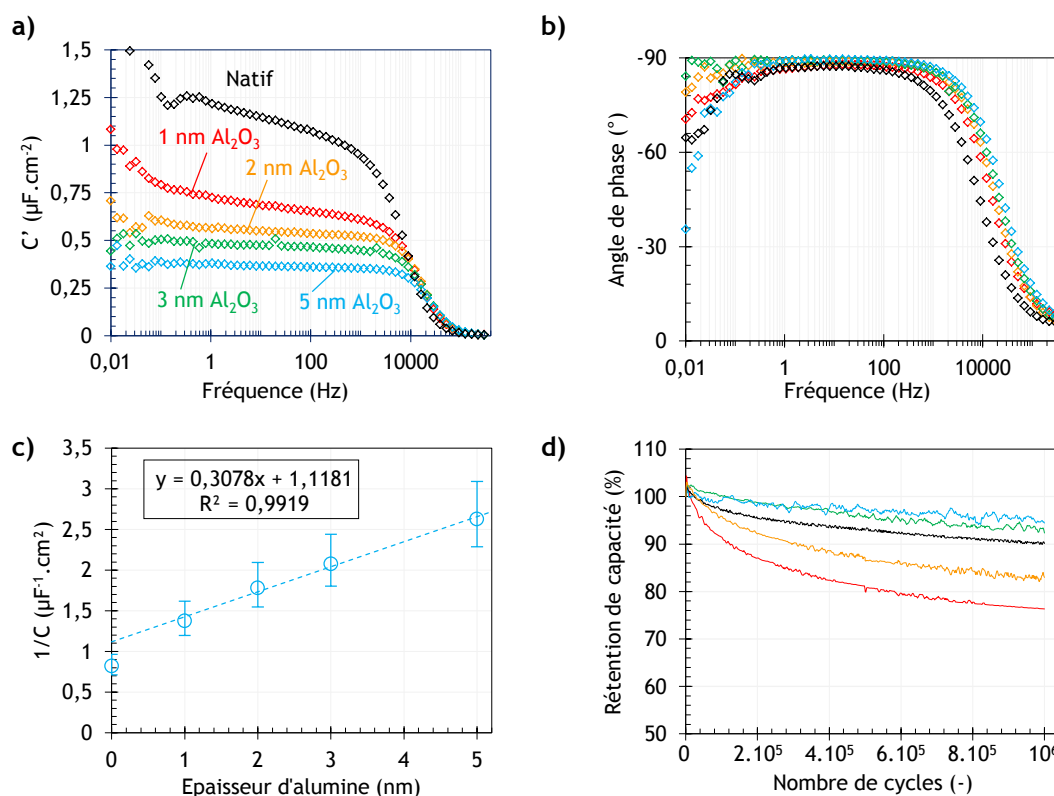 a)
C’ (µF.cm-2)
1,5
1,25
1
0,75
0,5
0,25
0
Natif
1 nm Al2O3
2 nm Al2O3
3 nm Al2O3
5 nm Al2O3
0,01
1
100
10000
Fréquence (Hz)
b)
Angle de phase (°)
-90
-60
-30
0
0,01
1
100
10000
Fréquence (Hz)
c)
1/C (µF-1.cm2)
3,5
3
2,5
2
1,5
1
0,5
0
y = 0,3078x + 1,1181
R2 = 0,9919
0
1
2
3
4
5
Epaisseur d'alumine (nm)
d)
Rétention de capacité (%)
110
100
90
80
70
60
50
0
2.10⁵
4.10⁵
6.10⁵
8.10⁵
10⁶
Nombre de cycles (-)